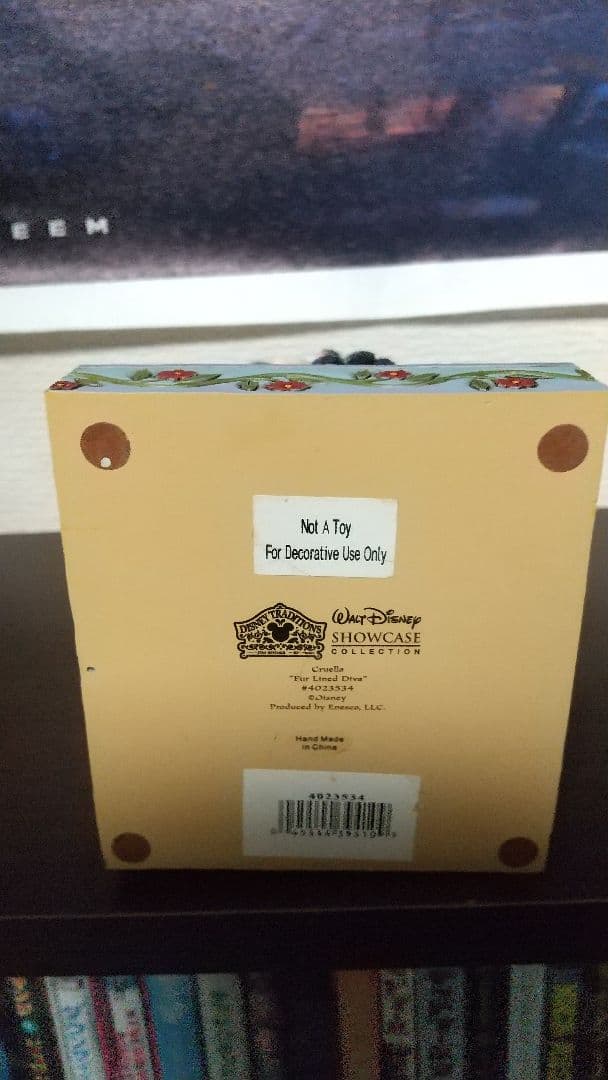 EEM
Not A Toy
For Decorative Use Only
DISNEY TRADITIONS
WALT DISNEY
SHOWCASE
COLLECTION
Cruella
"Fur Lined Diva"
#4023534
©Disney
Produced by Enesco, LLC.
Hand Made
in China
4023534